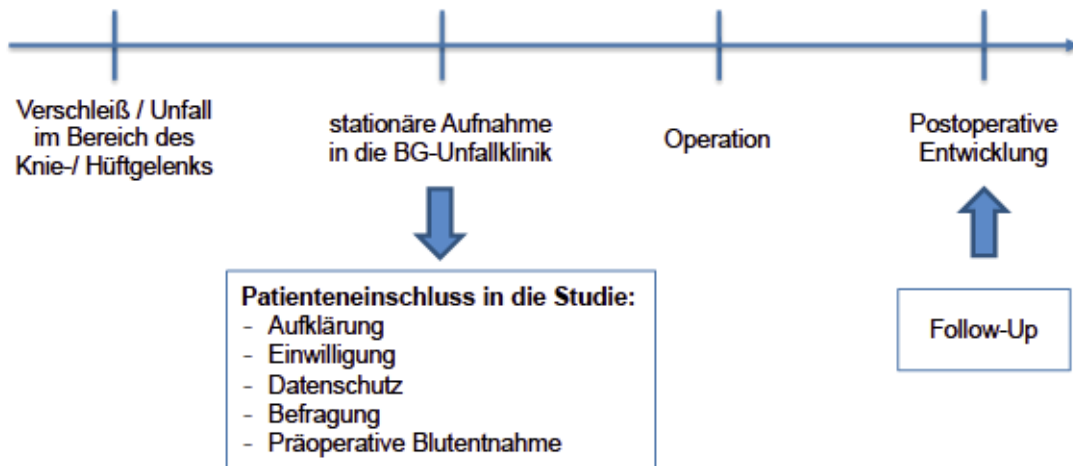 Verschleiß / Unfall
im Bereich des
Knie-/ Hüftgelenks
stationäre Aufnahme
in die BG-Unfallklinik
Operation
Postoperative
Entwicklung
Patienteneinschluss in die Studie:
- Aufklärung
- Einwilligung
- Datenschutz
- Befragung
- Präoperative Blutentnahme
Follow-Up